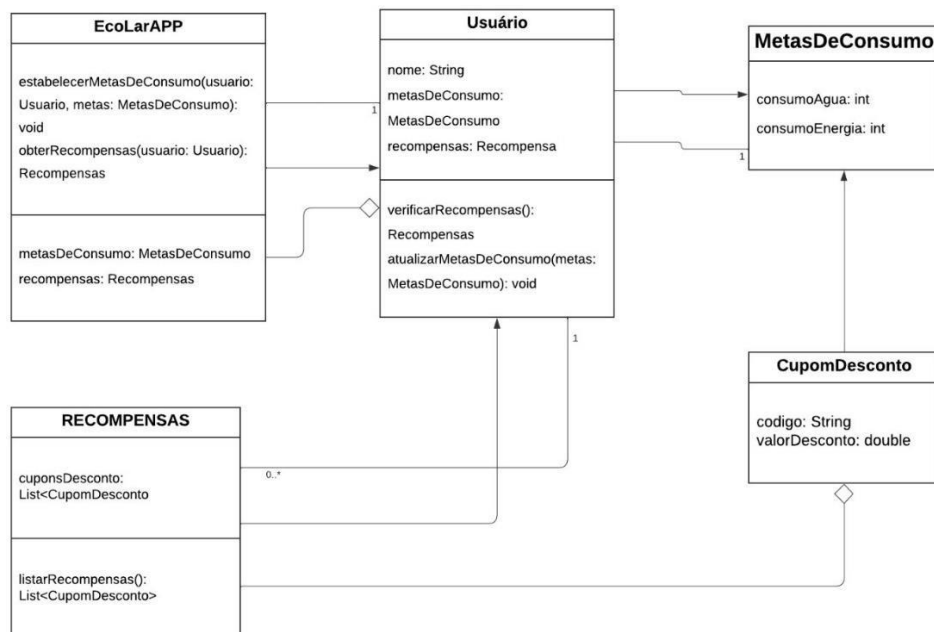 EcoLarAPP
estabelecerMetasDeConsumo(usuario:
Usuario, metas: MetasDeConsumo):
void
obterRecompensas(usuario: Usuario):
Recompensas
metasDeConsumo: MetasDeConsumo
recompensas: Recompensas
1
Usuário
nome: String
metasDeConsumo:
MetasDeConsumo
recompensas: Recompensa
verificarRecompensas():
Recompensas
atualizarMetasDeConsumo(metas:
MetasDeConsumo): void
1
MetasDeConsumo
consumoAgua: int
consumoEnergia: int
1
RECOMPENSAS
cuponsDesconto:
List<CupomDesconto
listarRecompensas():
List<CupomDesconto>
0..*
CupomDesconto
codigo: String
valorDesconto: double